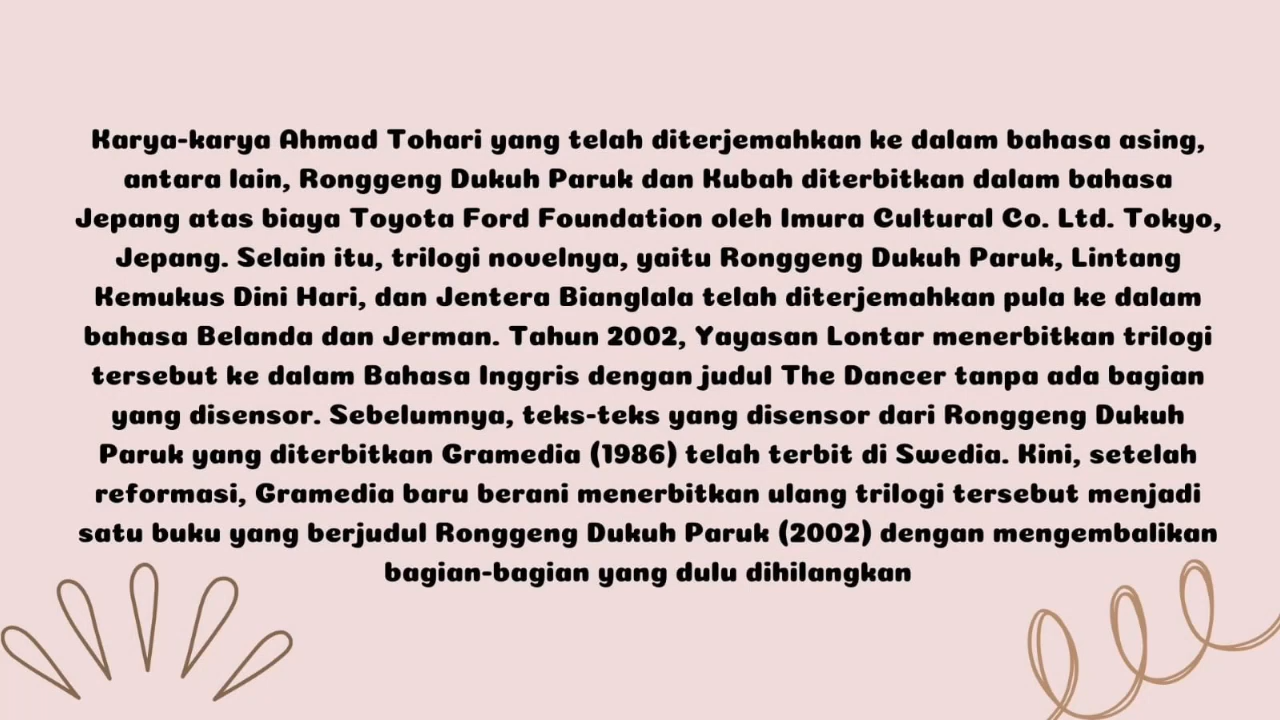 Karya-karya Ahmad Tohari yang telah diterjemahkan ke dalam bahasa asing,
antara lain, Ronggeng Dukuh Paruk dan Kubah diterbitkan dalam bahasa
Jepang atas biaya Toyota Ford Foundation oleh Imura Cultural Co. Ltd. Tokyo,
Jepang. Selain itu, trilogi novelnya, yaitu Ronggeng Dukuh Paruk, Lintang
Kemukus Dini Hari, dan Jentera Bianglala telah diterjemahkan pula ke dalam
bahasa Belanda dan Jerman. Tahun 2002, Yayasan Lontar menerbitkan trilogi
tersebut ke dalam Bahasa Inggris dengan judul The Dancer tanpa ada bagian
yang disensor. Sebelumnya, teks-teks yang disensor dari Ronggeng Dukuh
Paruk yang diterbitkan Gramedia (1986) telah terbit di Swedia. Kini, setelah
reformasi, Gramedia baru berani menerbitkan ulang trilogi tersebut menjadi
satu buku yang berjudul Ronggeng Dukuh Paruk (2002) dengan mengembalikan
bagian-bagian yang dulu dihilangkan